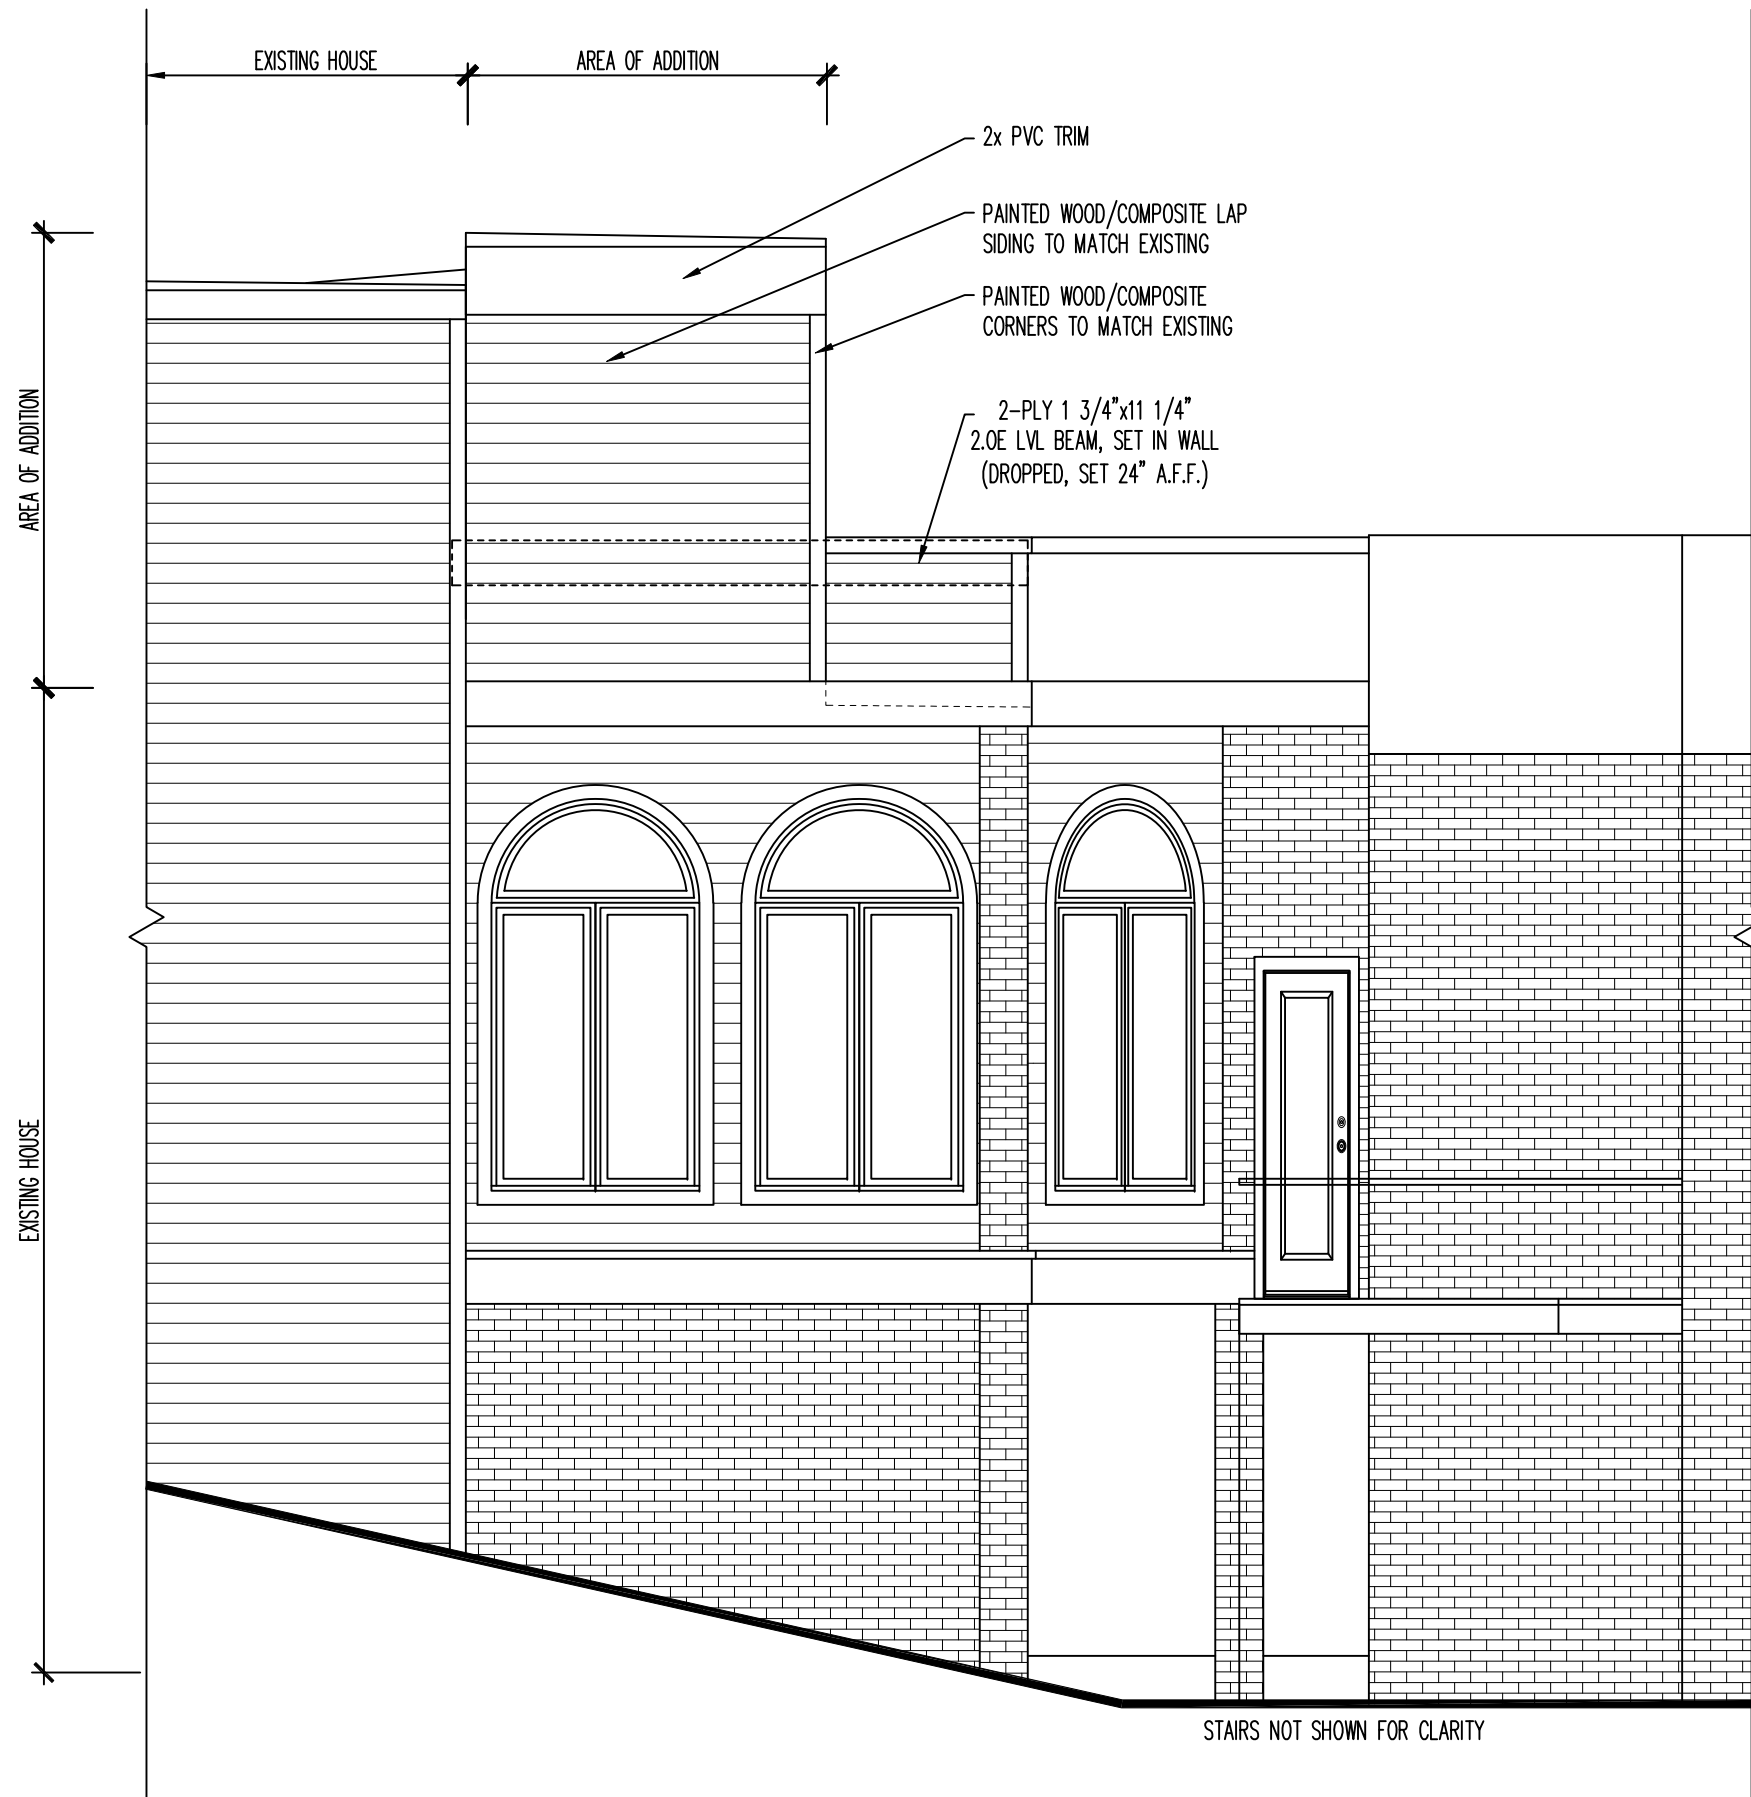 EXISTING HOUSE
AREA OF ADDITION
2x PVC TRIM
PAINTED WOOD/COMPOSITE LAP
SIDING TO MATCH EXISTING
PAINTED WOOD/COMPOSITE
CORNERS TO MATCH EXISTING
2-PLY 1 3/4"x11 1/4"
2.0E LVL BEAM, SET IN WALL
(DROPPED, SET 24" A.F.F.)
AREA OF ADDITION
EXISTING HOUSE
STAIRS NOT SHOWN FOR CLARITY